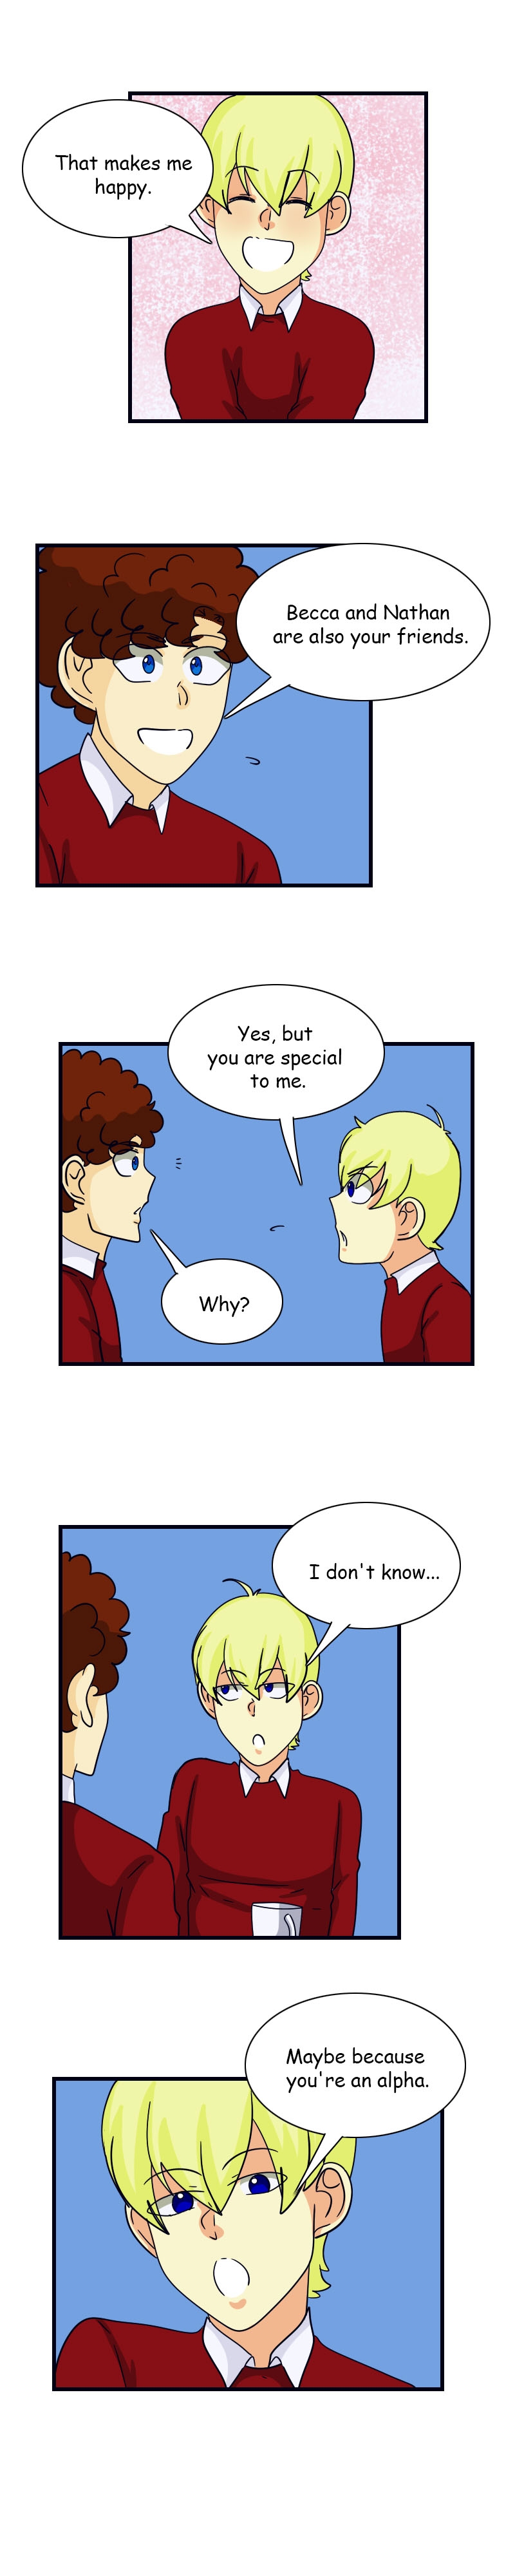 That makes me
happy.
Becca and Nathan
are also your friends.
Yes, but
you are special
to me.
Why?
I don't know...
Maybe because
you're an alpha.